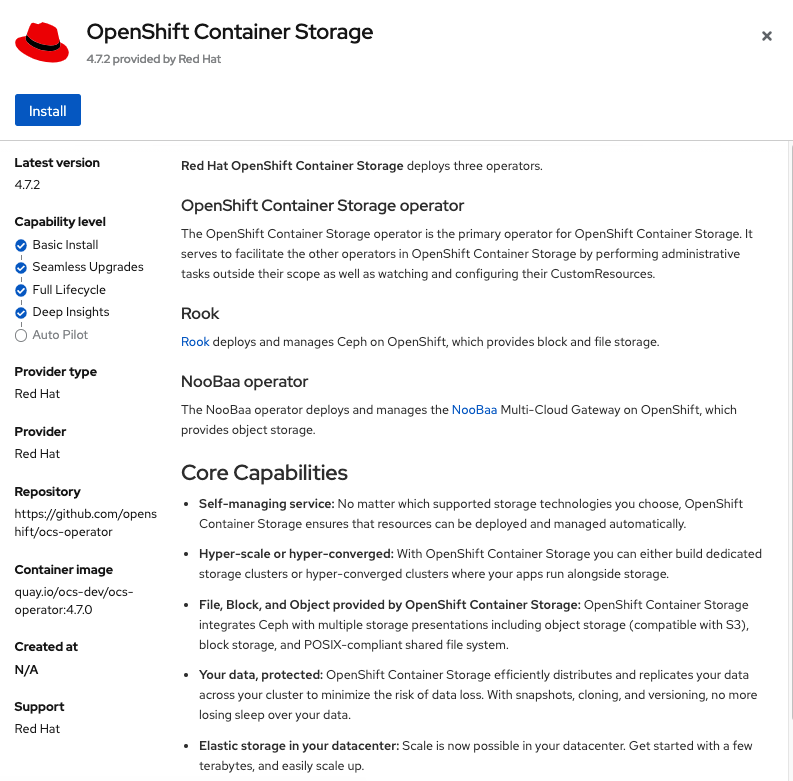 OpenShift Container Storage
4.7.2 provided by Red Hat
Install
Latest version
4.7.2
Capability level
Basic Install
Seamless Upgrades
Full Lifecycle
Deep Insights
Auto Pilot
Provider type
Red Hat
Provider
Red Hat
Repository
https://github.com/opens
hift/ocs-operator
Container image
quay.io/ocs-dev/ocs-
operator:4.7.0
Created at
N/A
Support
Red Hat
Red Hat OpenShift Container Storage deploys three operators.
OpenShift Container Storage operator
The OpenShift Container Storage operator is the primary operator for OpenShift Container Storage. It
serves to facilitate the other operators in OpenShift Container Storage by performing administrative
tasks outside their scope as well as watching and configuring their CustomResources.
Rook
Rook deploys and manages Ceph on OpenShift, which provides block and file storage.
NooBaa operator
The NooBaa operator deploys and manages the NooBaa Multi-Cloud Gateway on OpenShift, which
provides object storage.
Core Capabilities
• Self-managing service: No matter which supported storage technologies you choose, OpenShift
Container Storage ensures that resources can be deployed and managed automatically.
• Hyper-scale or hyper-converged: With OpenShift Container Storage you can either build dedicated
storage clusters or hyper-converged clusters where your apps run alongside storage.
• File, Block, and Object provided by OpenShift Container Storage: OpenShift Container Storage
integrates Ceph with multiple storage presentations including object storage (compatible with S3),
block storage, and POSIX-compliant shared file system.
• Your data, protected: OpenShift Container Storage efficiently distributes and replicates your data
across your cluster to minimize the risk of data loss. With snapshots, cloning, and versioning, no more
losing sleep over your data.
• Elastic storage in your datacenter: Scale is now possible in your datacenter. Get started with a few
terabytes, and easily scale up.